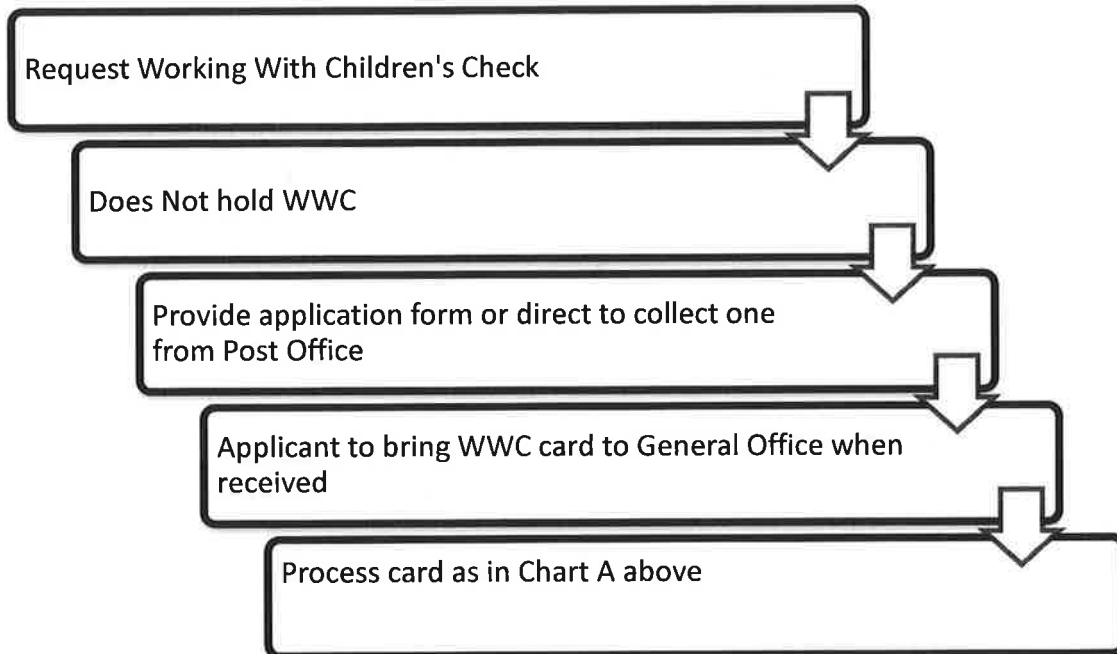 Request Working With Children's Check
Does Not hold WWC
Provide application form or direct to collect one
from Post Office
Applicant to bring WWC card to General Office when
received
Process card as in Chart A above